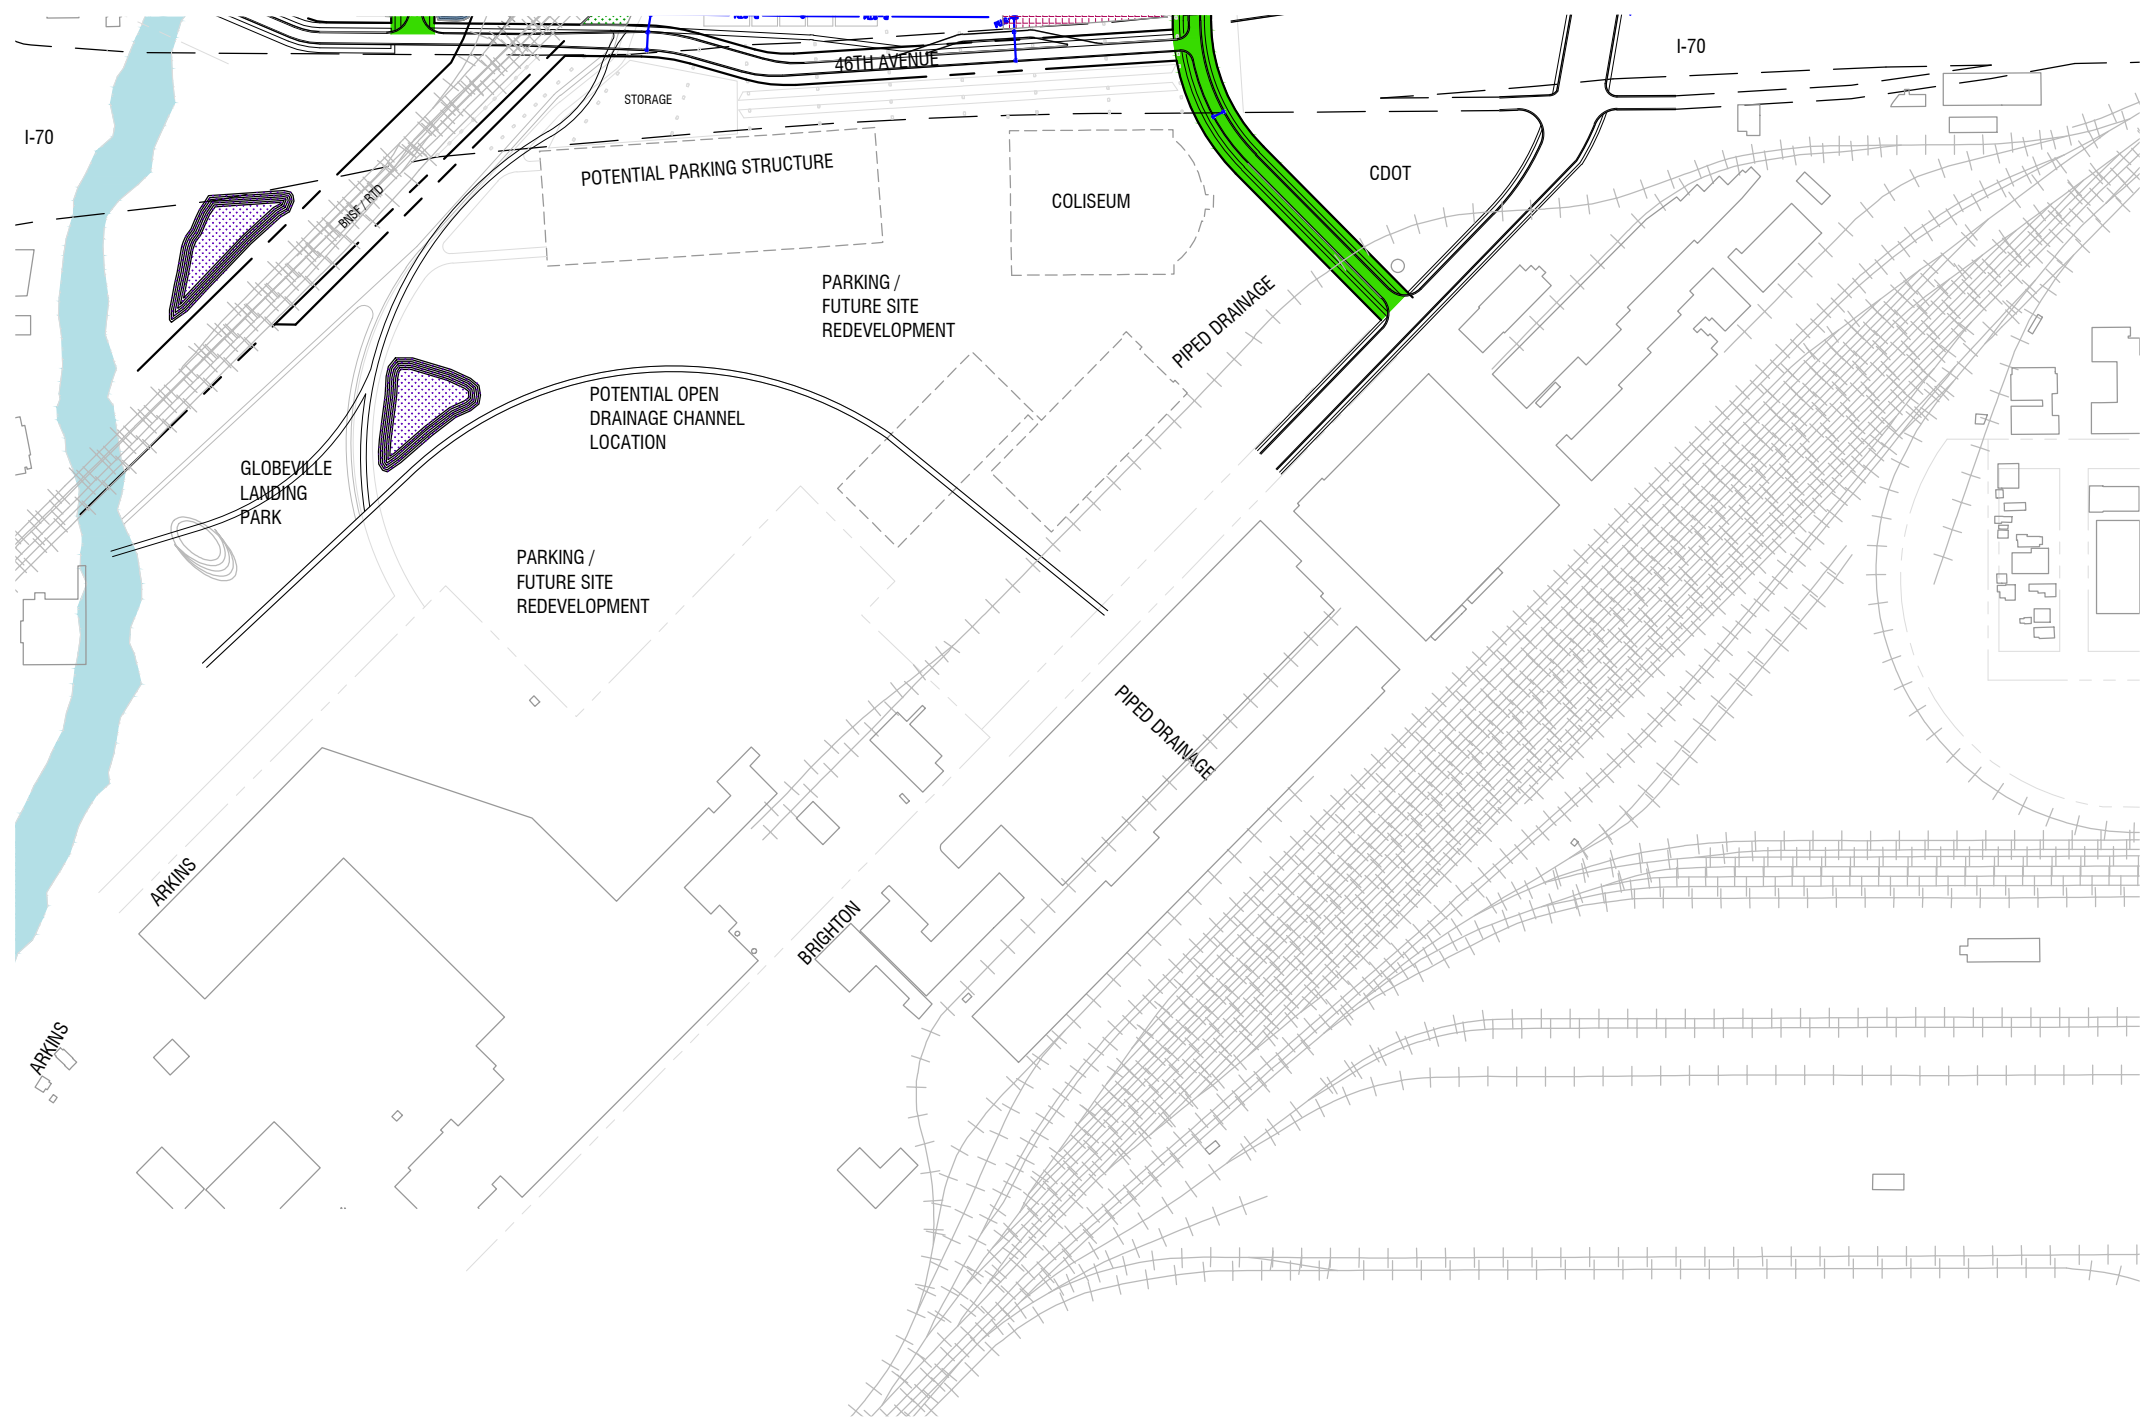 I-70
46TH AVENUE
STORAGE
I-70
POTENTIAL PARKING STRUCTURE
CDOT
COLISEUM
BNSF / RTD
PARKING /
FUTURE SITE
REDEVELOPMENT
PIPED DRAINAGE
POTENTIAL OPEN
DRAINAGE CHANNEL
LOCATION
GLOBEVILLE
LANDING
PARK
PARKING /
FUTURE SITE
REDEVELOPMENT
PIPED DRAINAGE
ARKINS
BRIGHTON
ARKINS